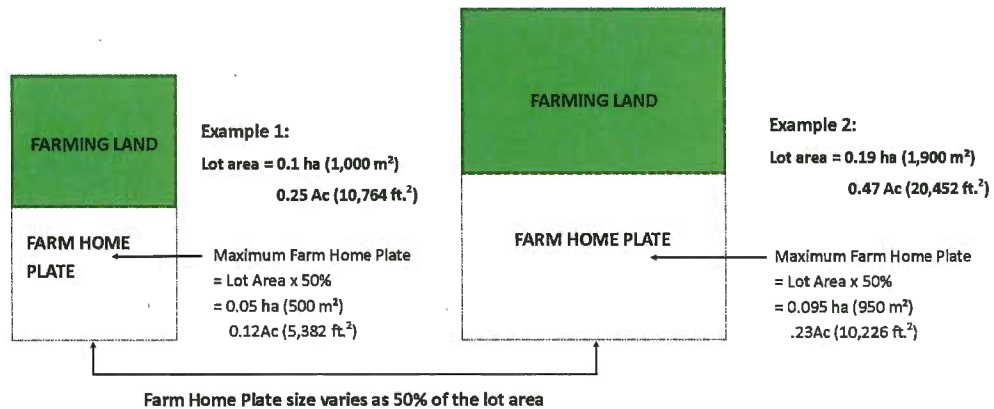 FARMING LAND
Example 1:
Lot area = 0.1 ha (1,000 m²)
0.25 Ac (10,764 ft.²)
FARM HOME
PLATE
Maximum Farm Home Plate
= Lot Area x 50%
= 0.05 ha (500 m²)
0.12Ac (5,382 ft.²)
FARMING LAND
Example 2:
Lot area = 0.19 ha (1,900 m²)
0.47 Ac (20,452 ft.²)
FARM HOME PLATE
Maximum Farm Home Plate
= Lot Area x 50%
= 0.095 ha (950 m²)
.23Ac (10,226 ft.²)
Farm Home Plate size varies as 50% of the lot area